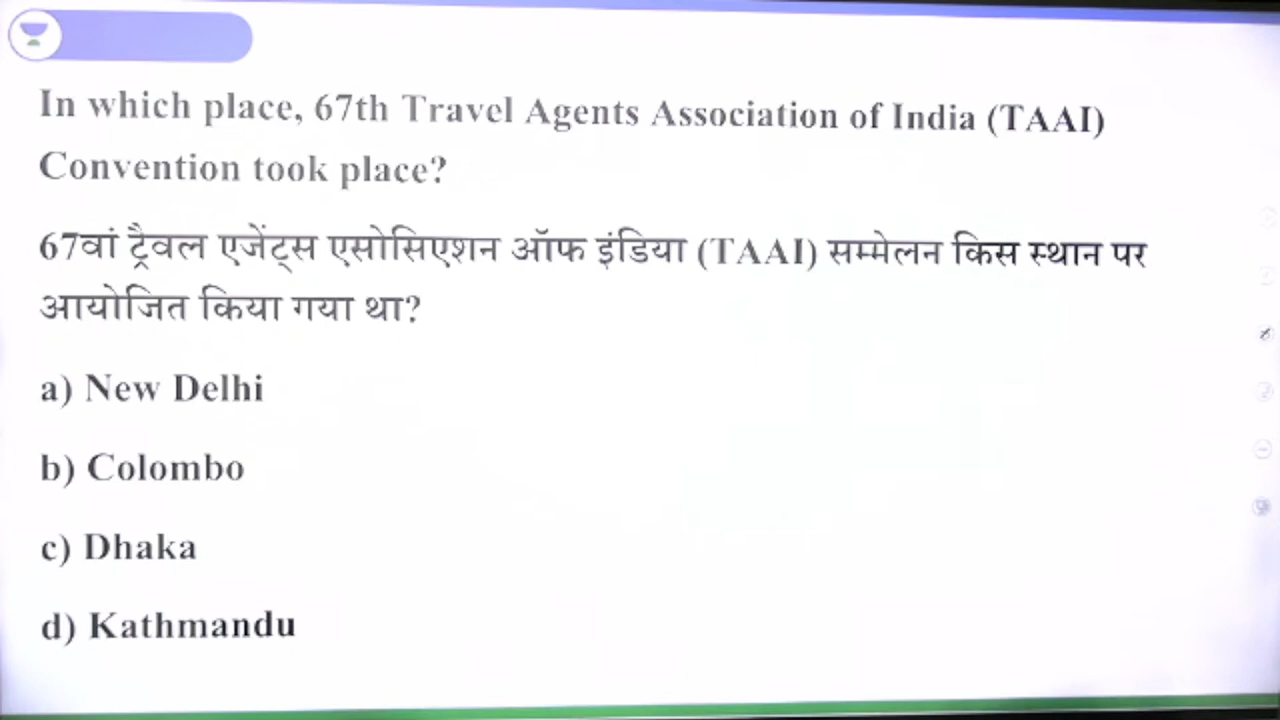 In which place, 67th Travel Agents Association of India (TAAI)
Convention took place?
67वां ट्रैवल एजेंट्स एसोसिएशन ऑफ इंडिया (TAAI) सम्मेलन किस स्थान पर
आयोजित किया गया था?
a) New Delhi
b) Colombo
c) Dhaka
d) Kathmandu